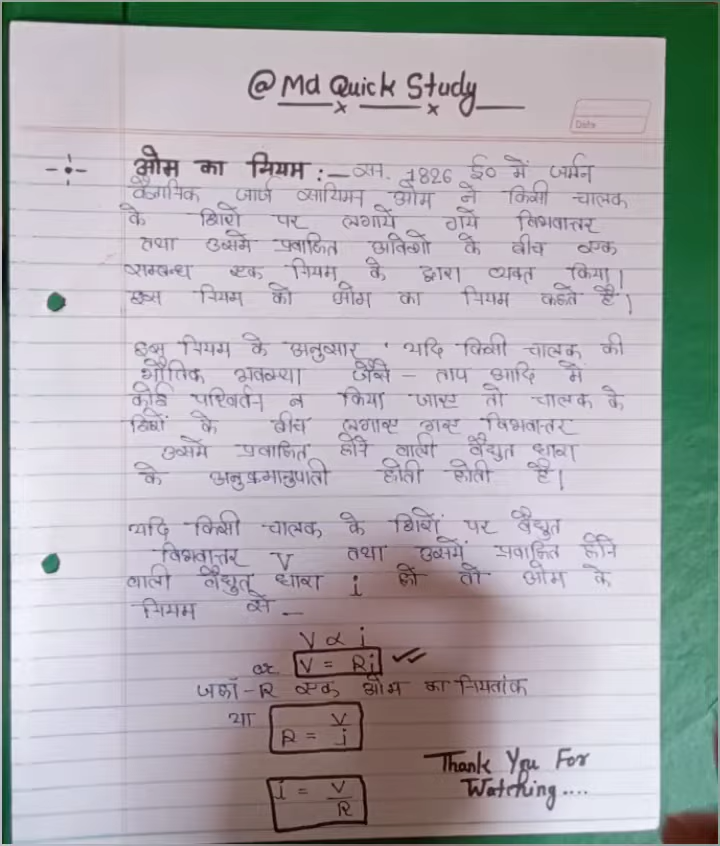 @ Md Quick Study
Date
ओम का नियम :— सन. 1826 ई० में जर्मन
वैज्ञानिक जार्ज सायिमन ओम ने किसी चालक
के शिरों पर लगाये गये विभवान्तर
तथा उसमें प्रवाहित आवेशों के बीच एक
सम्बन्ध एक नियम के द्वारा व्यक्त किया।
इस नियम को ओम का नियम कहते है।
इस नियम के अनुसार ' यदि किसी चालक की
भौतिक अवस्था जैसे - ताप आदि में
कोई परिवर्तन न किया जाए तो चालक के
शिरों के बीच लगाए गए विभवान्तर
उसमें प्रवाहित होने वाली वैद्युत धारा
के अनुक्रमानुपाती होती होती है।
यदि किसी चालक के शिरों पर वैद्युत
विभवान्तर V तथा उसमें प्रवाहित होने
वाली वैद्युत धारा i हो तो ओम के
नियम से —
V ∝ i
or V = Ri
जहाँ - R एक ओम का नियतांक
या R = V/i
i = V/R
Thank You For
Watching....